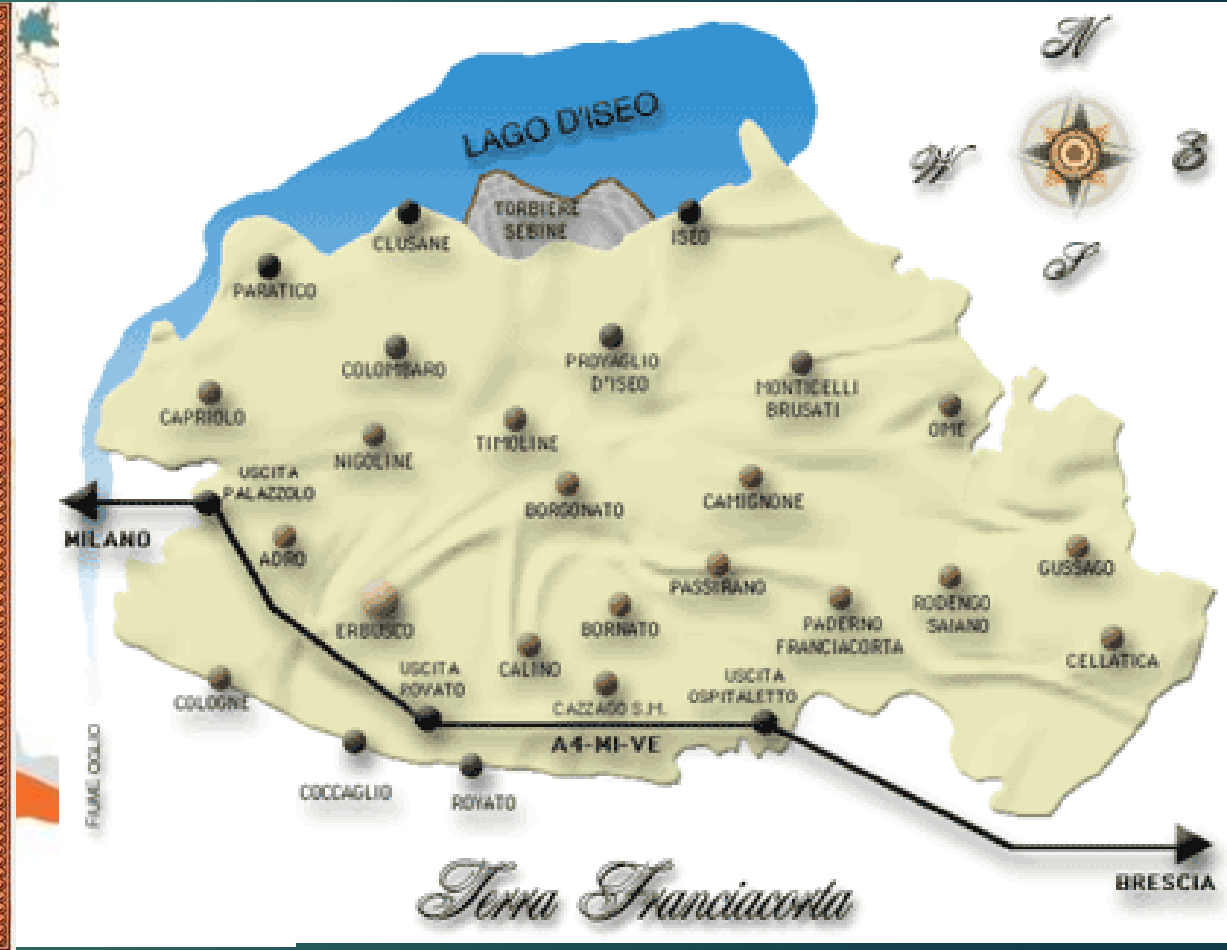 N
LAGO D'ISEO
W
E
TORBIERE
SEBINE
CLUSANE
ISEO
S
PARATICO
COLOMBARO
PROVAGLIO
D'ISEO
MONTICELLI
BRUSATI
CAPRIOLO
OME
TIMOLINE
NIGOLINE
USCITA
PALAZZOLO
CAMIGNONE
BORGONATO
MILANO
ADRO
GUSSAGO
PASSIRANO
RODENGO
SAIANO
ERBUSCO
BORNATO
PADERNO
FRANCIACORTA
CELLATICA
USCITA
ROVATO
CALINO
USCITA
OSPITALETTO
COLOGNE
CAZZAGO S.M.
A4-MI-VE
FIUME OGLIO
COCCAGLIO
ROVATO
BRESCIA
Terra Franciacorta